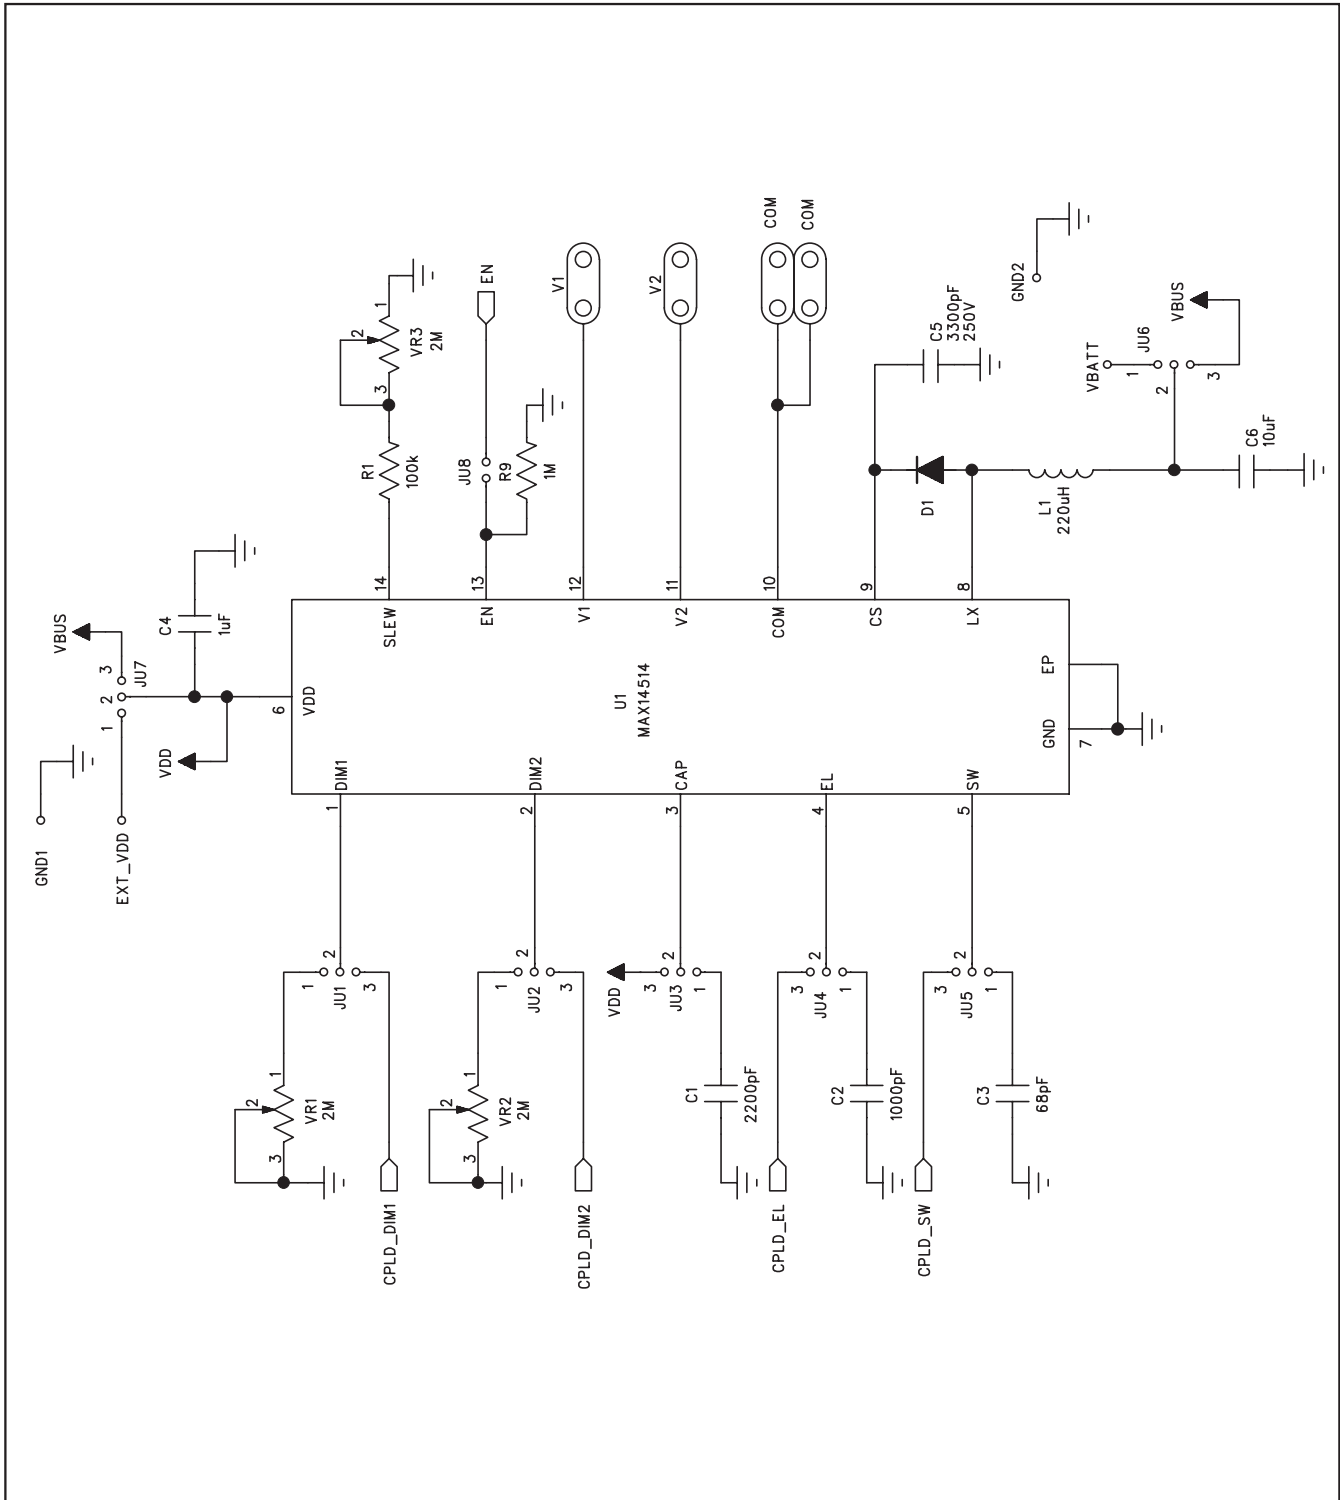 GND1
EXT_VDD
VBUS
3
2
1
JU7
VDD
C4
1uF
6
VDD
R1
100k
14
SLEW
3
2
1
VR3
2M
EN
JU8
R9
1M
13
EN
V1
12
V1
V2
11
V2
COM
COM
10
COM
C5
3300pF
250V
9
CS
D1
8
LX
L1
220uH
GND2
VBATT
1
2
3
JU6
VBUS
C6
10uF
U1
MAX14514
EP
GND
7
DIM1
1
DIM2
2
CAP
3
EL
4
SW
5
1
2
3
JU1
VR1
2M
1
2
3
CPLD_DIM1
1
2
3
JU2
VR2
2M
1
2
3
CPLD_DIM2
VDD
3
2
1
JU3
C1
2200pF
3
2
1
JU4
C2
1000pF
CPLD_EL
3
2
1
JU5
C3
68pF
CPLD_SW